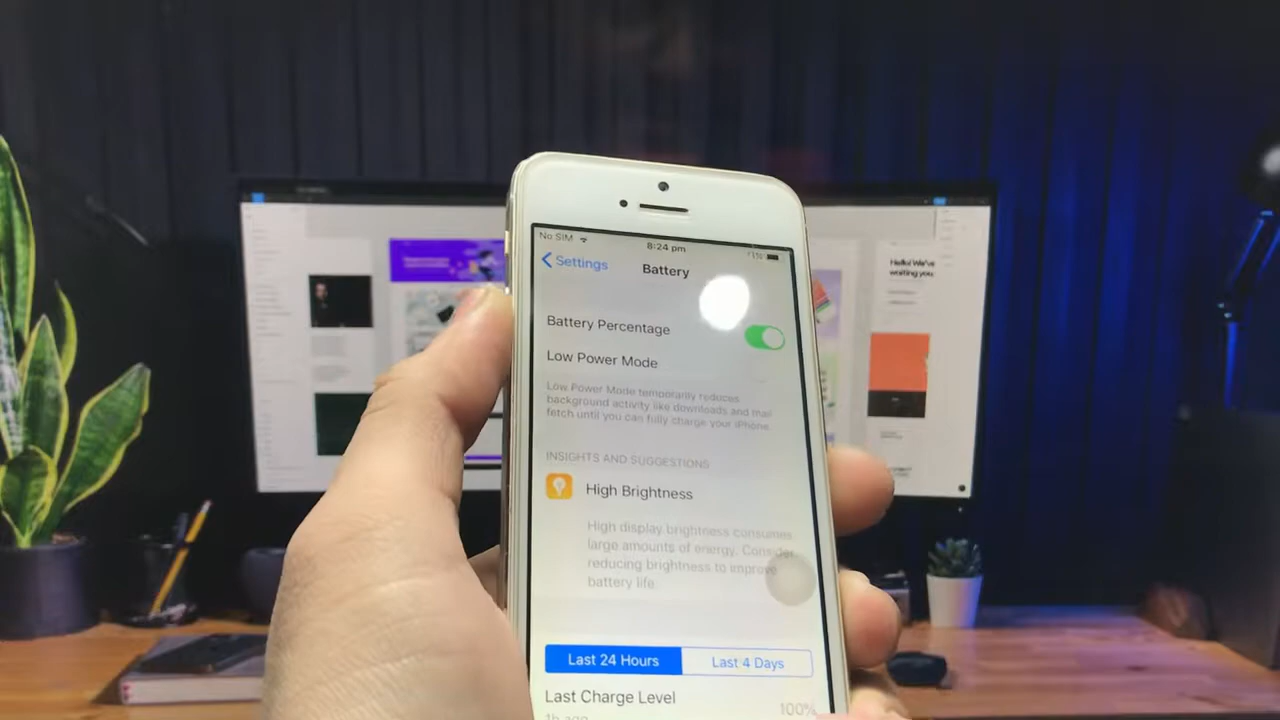 No SIM
8:24 pm
Settings
Battery
Battery Percentage
Low Power Mode
Low Power Mode temporarily reduces
background activity like downloads and mail
fetch until you can fully charge your iPhone.
INSIGHTS AND SUGGESTIONS
High Brightness
High display brightness consumes
large amounts of energy. Consider
reducing brightness to improve
battery life.
Last 24 Hours
Last 4 Days
Last Charge Level
1h ago
100%
Hello! We've
waiting you